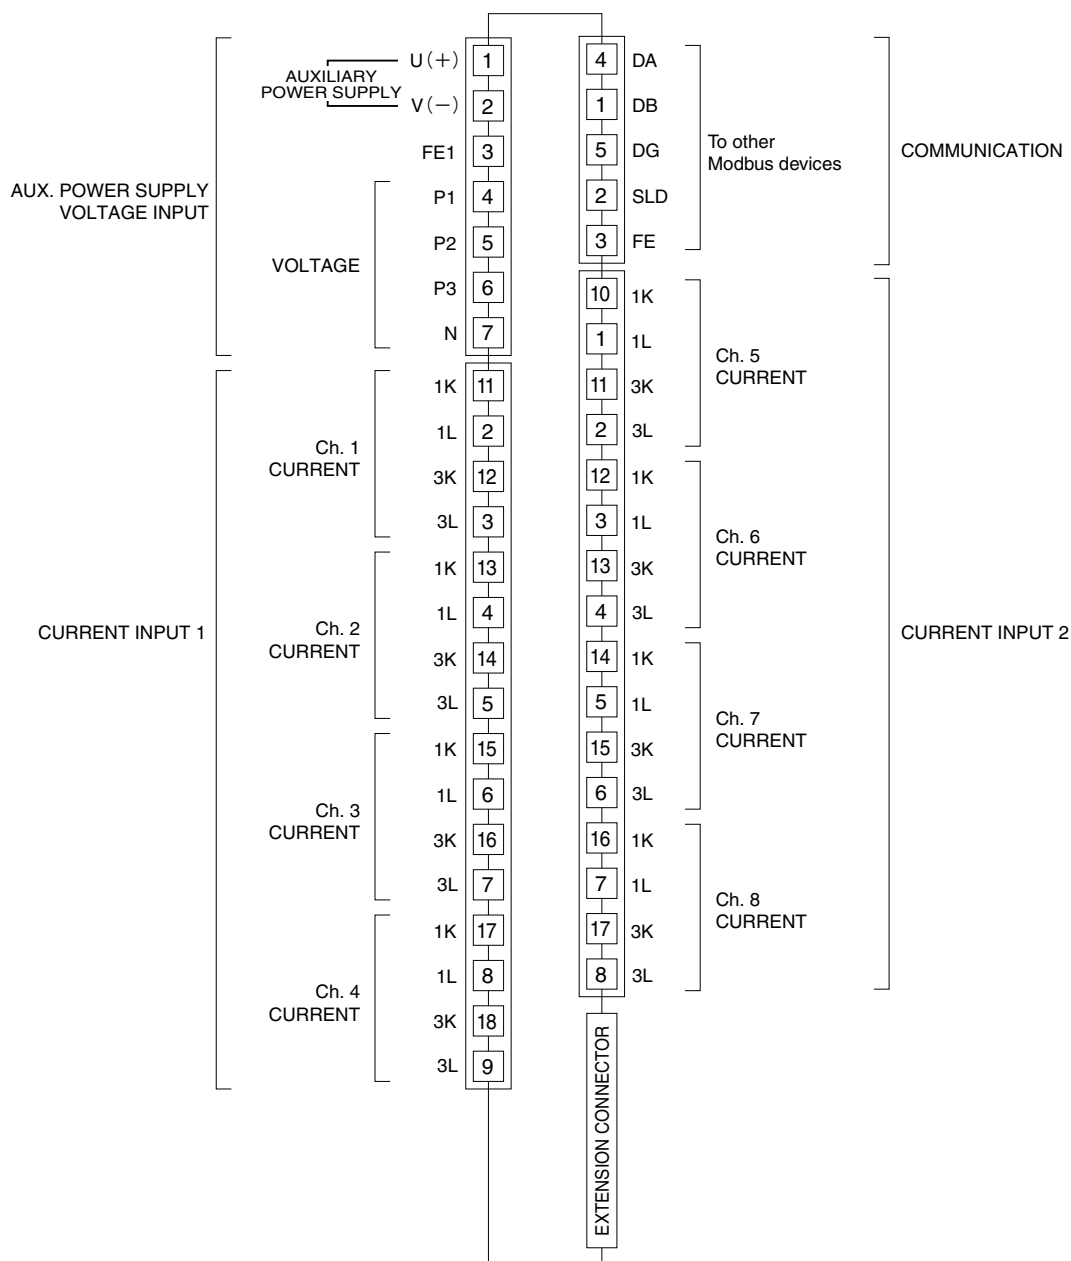 U (+) 1
AUXILIARY
POWER SUPPLY
V (−) 2
FE1 3
AUX. POWER SUPPLY
VOLTAGE INPUT
P1 4
P2 5
VOLTAGE
P3 6
N 7
1K 11
1L 2
Ch. 1
CURRENT
3K 12
3L 3
1K 13
1L 4
CURRENT INPUT 1
Ch. 2
CURRENT
3K 14
3L 5
1K 15
1L 6
Ch. 3
CURRENT
3K 16
3L 7
1K 17
1L 8
Ch. 4
CURRENT
3K 18
3L 9
4 DA
1 DB
To other
Modbus devices
COMMUNICATION
5 DG
2 SLD
3 FE
10 1K
1 1L
Ch. 5
CURRENT
11 3K
2 3L
12 1K
3 1L
Ch. 6
CURRENT
13 3K
4 3L
CURRENT INPUT 2
14 1K
5 1L
Ch. 7
CURRENT
15 3K
6 3L
16 1K
7 1L
Ch. 8
CURRENT
17 3K
8 3L
EXTENSION CONNECTOR